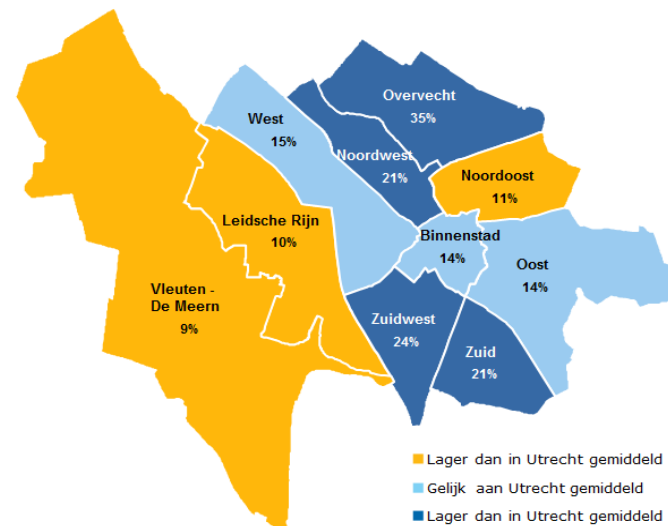 Overvecht
35%
West
15%
Noordwest
21%
Noordoost
11%
Leidsche Rijn
10%
Binnenstad
14%
Oost
14%
Vleuten -
De Meern
9%
Zuidwest
24%
Zuid
21%
Lager dan in Utrecht gemiddeld
Gelijk aan Utrecht gemiddeld
Lager dan in Utrecht gemiddeld